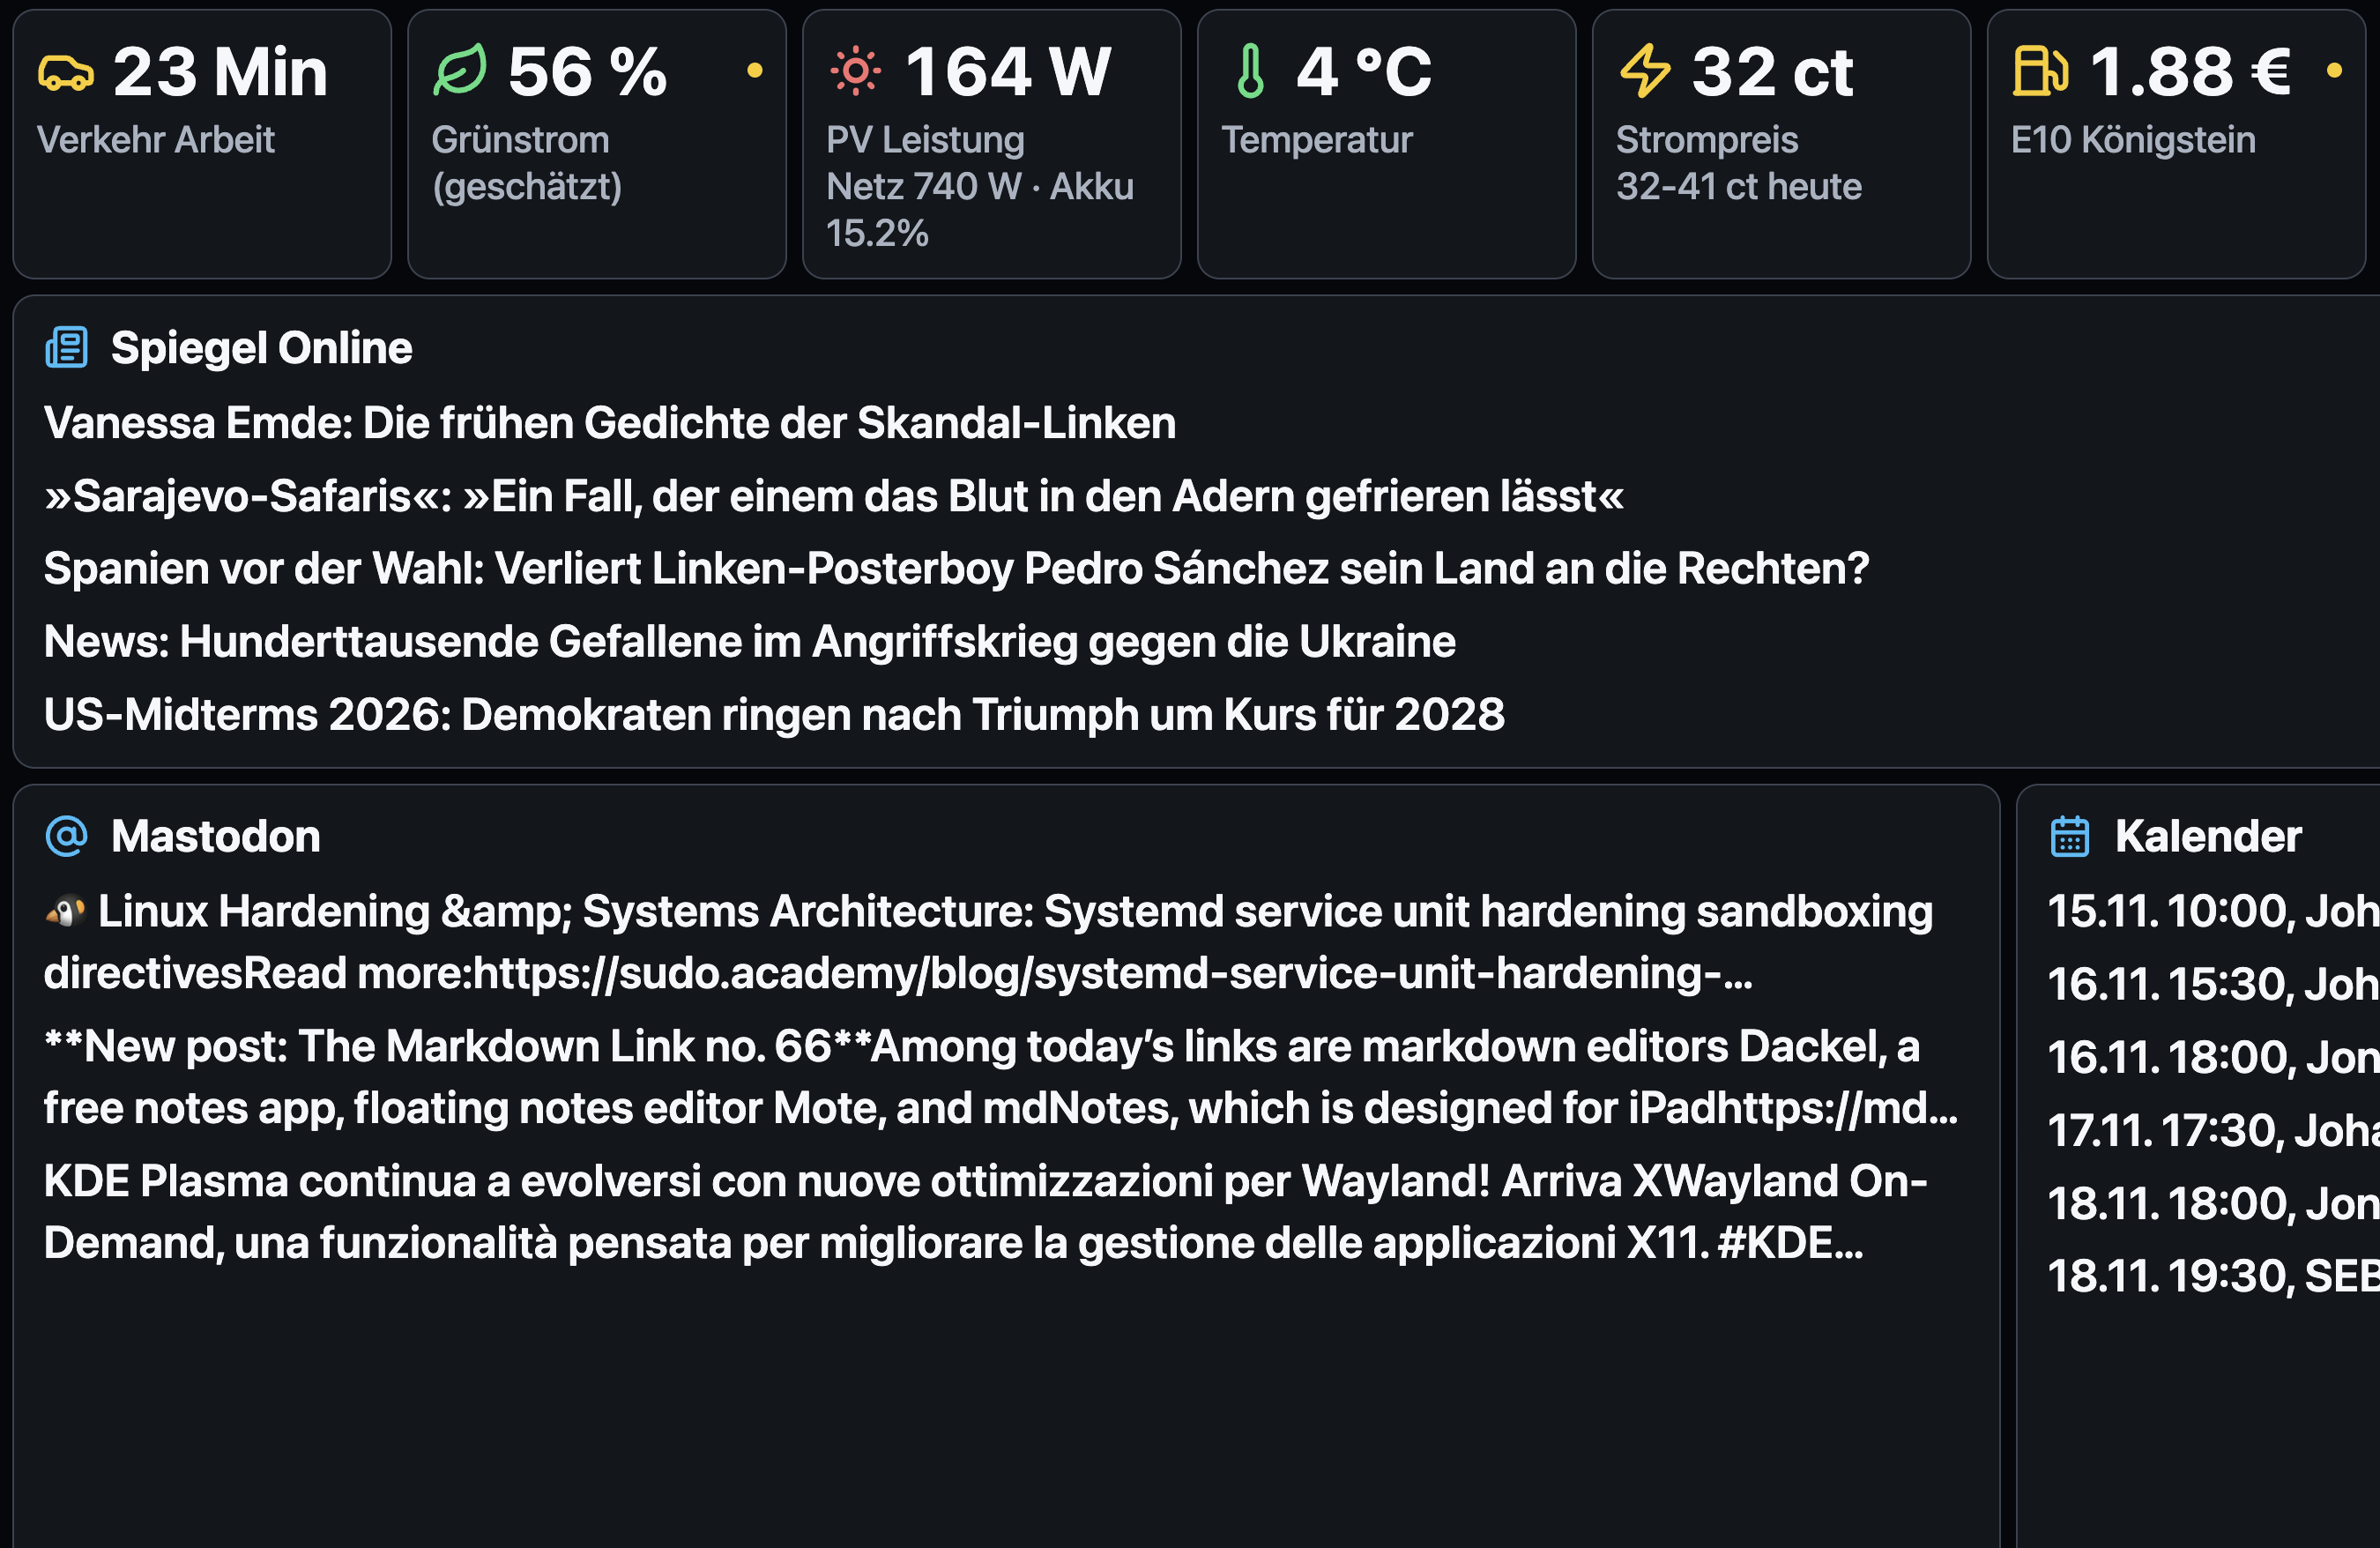 23 Min
Verkehr Arbeit
56 %
Grünstrom
(geschätzt)
164 W
PV Leistung
Netz 740 W · Akku
15.2%
4 °C
Temperatur
32 ct
Strompreis
32-41 ct heute
1.88 €
E10 Königstein
Spiegel Online
Vanessa Emde: Die frühen Gedichte der Skandal-Linken
»Sarajevo-Safaris«: »Ein Fall, der einem das Blut in den Adern gefrieren lässt«
Spanien vor der Wahl: Verliert Linken-Posterboy Pedro Sánchez sein Land an die Rechten?
News: Hunderttausende Gefallene im Angriffskrieg gegen die Ukraine
US-Midterms 2026: Demokraten ringen nach Triumph um Kurs für 2028
Mastodon
🐧 Linux Hardening &amp; Systems Architecture: Systemd service unit hardening sandboxing
directivesRead more:https://sudo.academy/blog/systemd-service-unit-hardening-...
**New post: The Markdown Link no. 66**Among today’s links are markdown editors Dackel, a
free notes app, floating notes editor Mote, and mdNotes, which is designed for iPadhttps://md...
KDE Plasma continua a evolversi con nuove ottimizzazioni per Wayland! Arriva XWayland On-
Demand, una funzionalità pensata per migliorare la gestione delle applicazioni X11. #KDE...
Kalender
15.11. 10:00, Joh
16.11. 15:30, Joh
16.11. 18:00, Jon
17.11. 17:30, Joha
18.11. 18:00, Jon
18.11. 19:30, SEB